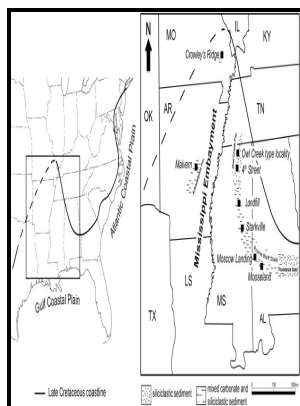 Atlantic Coastal Plain
Gulf Coastal Plain
Late Cretaceous coastline
N
MO
IL
KY
Crowley's Ridge
OK
AR
TN
Malvern
Mississippi Embayment
Owl Creek type locality
4th Street
Landfill
Starkville
Moscow Landing
Mooseland
LS
TX
MS
AL
siliciclastic sediment
mixed carbonate and
siliciclastic sediment